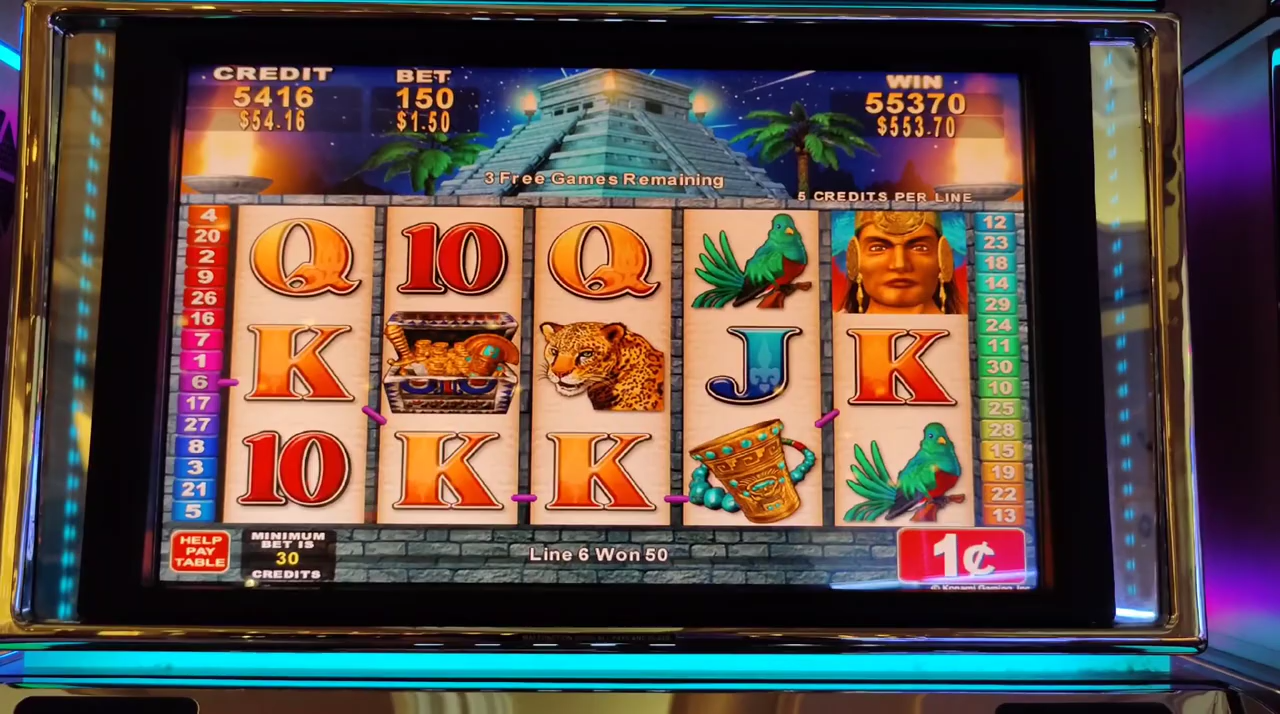 CREDIT
5416
$54.16
BET
150
$1.50
WIN
55370
$553.70
3 Free Games Remaining
5 CREDITS PER LINE
4
20
2
9
26
16
7
1
6
17
27
8
3
21
5
Q
10
Q
K
J
K
10
K
K
12
23
18
14
29
24
11
30
10
25
28
15
19
22
13
HELP
PAY
TABLE
MINIMUM
BET IS
30
CREDITS
Line 6 Won 50
1¢
© Konami Gaming, Inc.